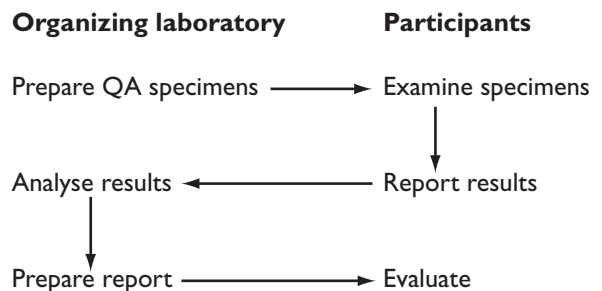 Organizing laboratory Participants
Prepare QA specimens Examine specimens
Analyse results Report results
Prepare report Evaluate